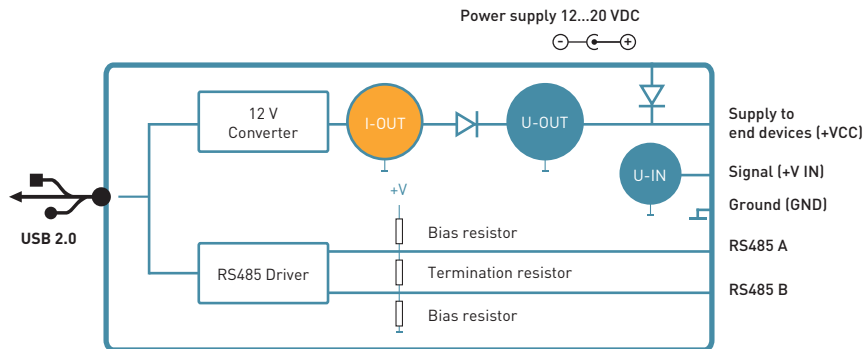 Power supply 12...20 VDC
12 V
Converter
I-OUT
U-OUT
Supply to
end devices (+VCC)
U-IN
Signal (+V IN)
+V
Ground (GND)
USB 2.0
Bias resistor
RS485 A
RS485 Driver
Termination resistor
RS485 B
Bias resistor